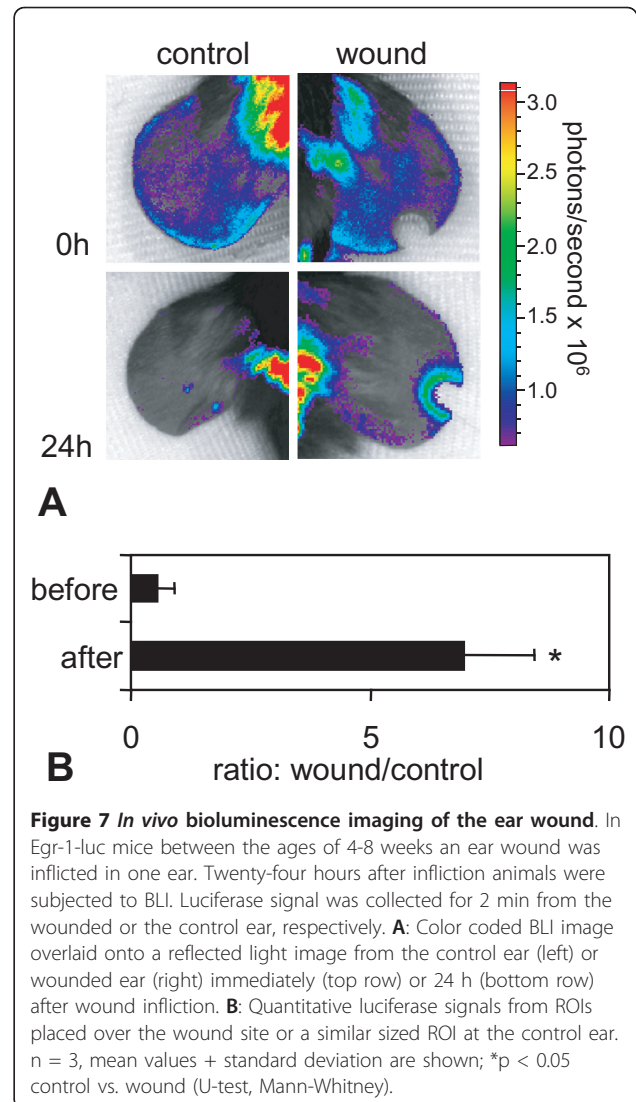 control wound
0h
24h
3.0
2.5
2.0
1.5
1.0
photons/second x 10⁶
A
before
after
*
0 5 10
B ratio: wound/control
Figure 7 In vivo bioluminescence imaging of the ear wound. In
Egr-1-luc mice between the ages of 4-8 weeks an ear wound was
inflicted in one ear. Twenty-four hours after infliction animals were
subjected to BLI. Luciferase signal was collected for 2 min from the
wounded or the control ear, respectively. A: Color coded BLI image
overlaid onto a reflected light image from the control ear (left) or
wounded ear (right) immediately (top row) or 24 h (bottom row)
after wound infliction. B: Quantitative luciferase signals from ROIs
placed over the wound site or a similar sized ROI at the control ear.
n = 3, mean values + standard deviation are shown; *p < 0.05
control vs. wound (U-test, Mann-Whitney).